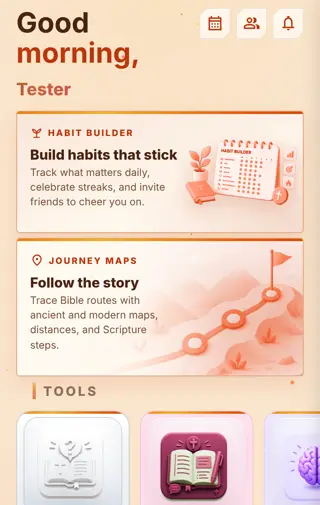 Good
morning,
Tester
HABIT BUILDER
Build habits that stick
Track what matters daily,
celebrate streaks, and invite
friends to cheer you on.
HABIT BUILDER
JOURNEY MAPS
Follow the story
Trace Bible routes with
ancient and modern maps,
distances, and Scripture
steps.
TOOLS